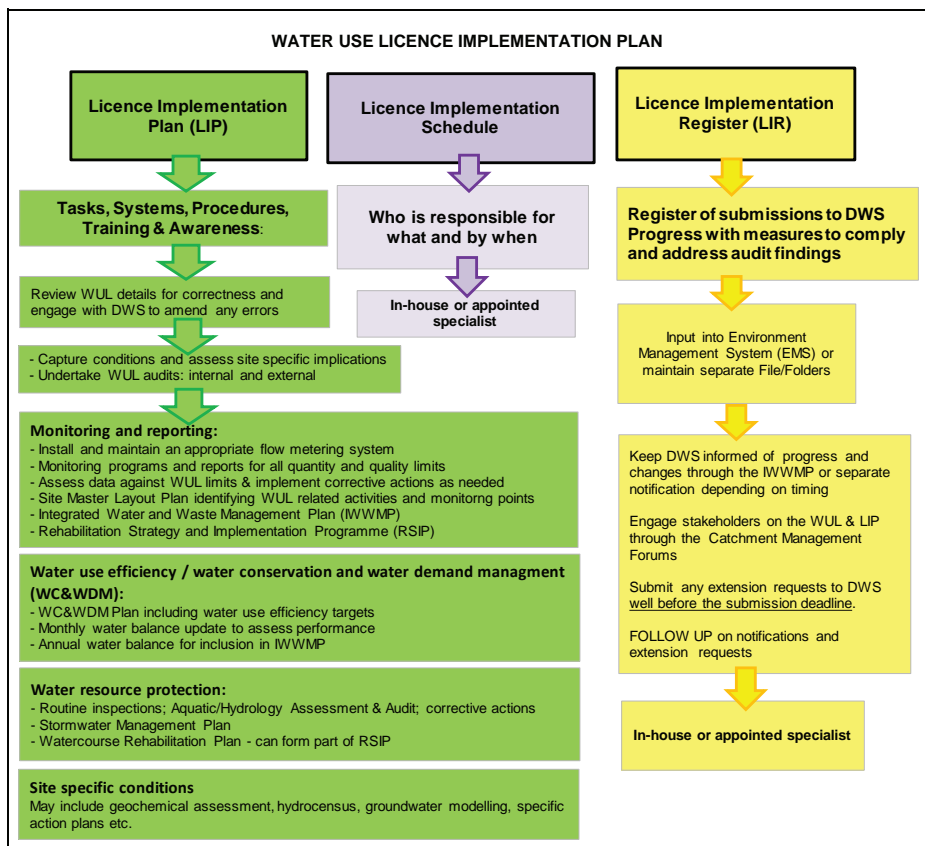 WATER USE LICENCE IMPLEMENTATION PLAN
Licence Implementation
Plan (LIP)
Tasks, Systems, Procedures,
Training & Awareness:
Review WUL details for correctness and
engage with DWS to amend any errors
- Capture conditions and assess site specific implications
- Undertake WUL audits: internal and external
Monitoring and reporting:
- Install and maintain an appropriate flow metering system
- Monitoring programs and reports for all quantity and quality limits
- Assess data against WUL limits & implement corrective actions as needed
- Site Master Layout Plan identifying WUL related activities and monitorng points
- Integrated Water and Waste Management Plan (IWWMP)
- Rehabilitation Strategy and Implementation Programme (RSIP)
Water use efficiency / water conservation and water demand managment
(WC&WDM):
- WC&WDM Plan including water use efficiency targets
- Monthly water balance update to assess performance
- Annual water balance for inclusion in IWWMP
Water resource protection:
- Routine inspections; Aquatic/Hydrology Assessment & Audit; corrective actions
- Stormwater Management Plan
- Watercourse Rehabilitation Plan - can form part of RSIP
Site specific conditions
May include geochemical assessment, hydrocensus, groundwater modelling, specific
action plans etc.
Licence Implementation
Schedule
Who is responsible for
what and by when
In-house or appointed
specialist
Licence Implementation
Register (LIR)
Register of submissions to DWS
Progress with measures to comply
and address audit findings
Input into Environment
Management System (EMS) or
maintain separate File/Folders
Keep DWS informed of progress and
changes through the IWWMP or separate
notification depending on timing
Engage stakeholders on the WUL & LIP
through the Catchment Management
Forums
Submit any extension requests to DWS
well before the submission deadline.
FOLLOW UP on notifications and
extension requests
In-house or appointed specialist